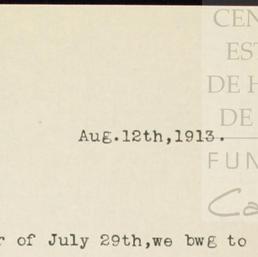 CEN
EST
DE H
DE
Aug.12th,1913.
FUN
Ca
r of July 29th,we bwg to